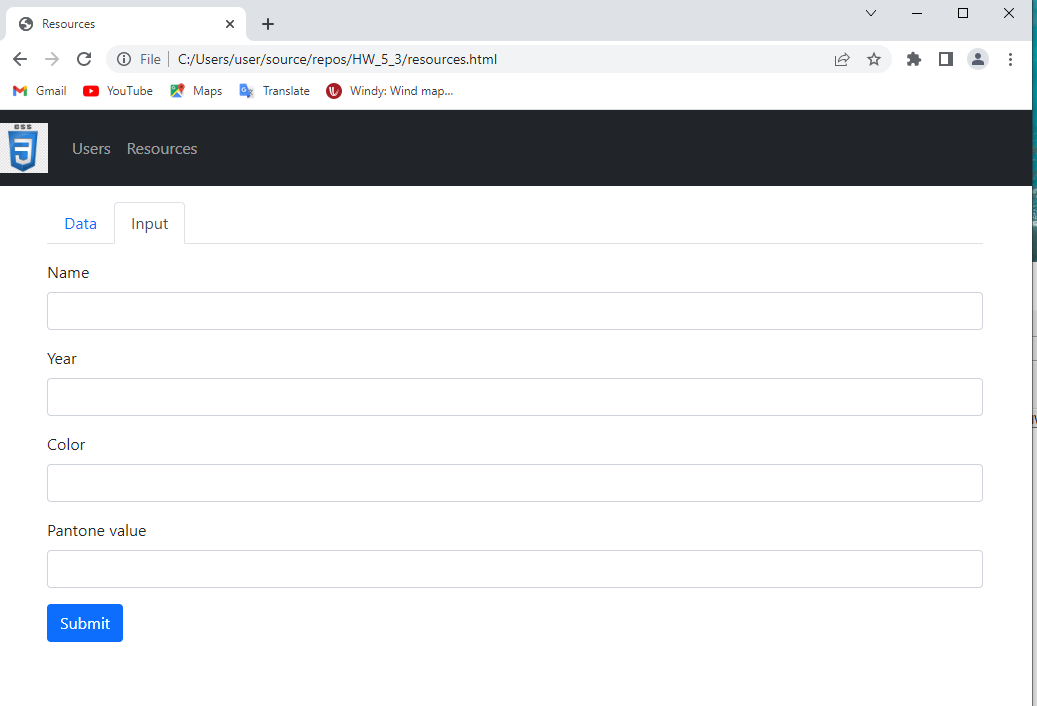 Resources
File C:/Users/user/source/repos/HW_5_3/resources.html
Gmail YouTube Maps Translate Windy: Wind map...
CSS
3 Users Resources
Data Input
Name
Year
Color
Pantone value
Submit